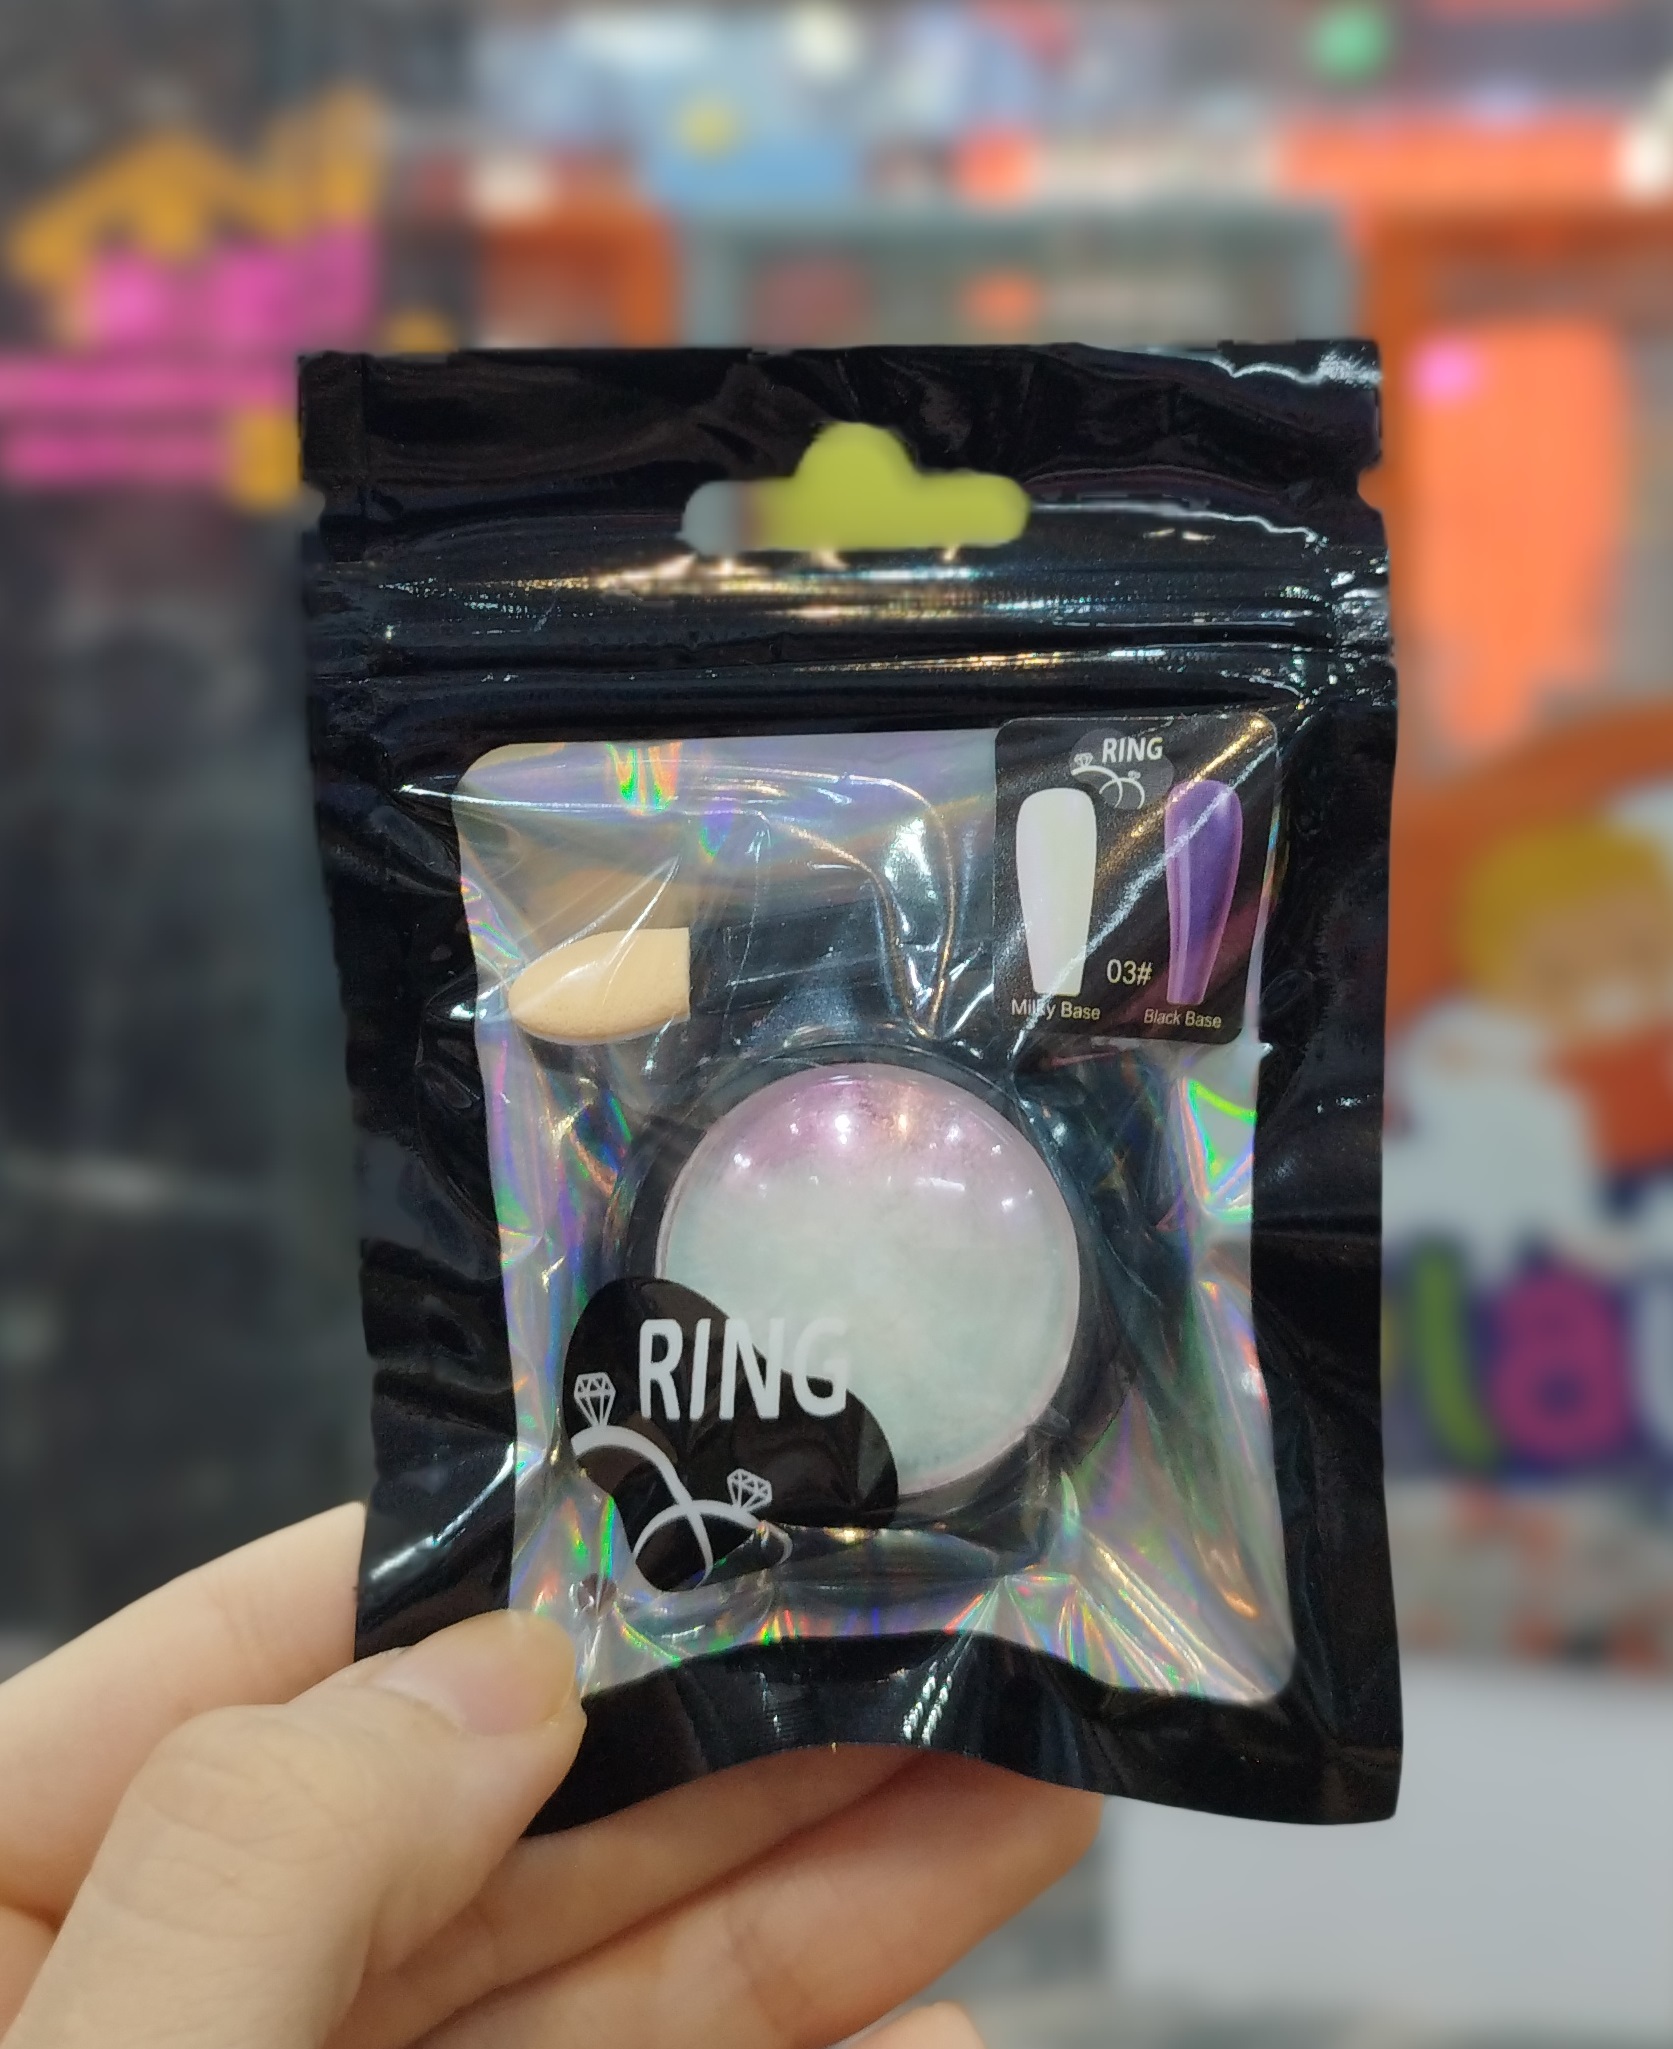 RING
03#
Milky Base
Black Base
RING